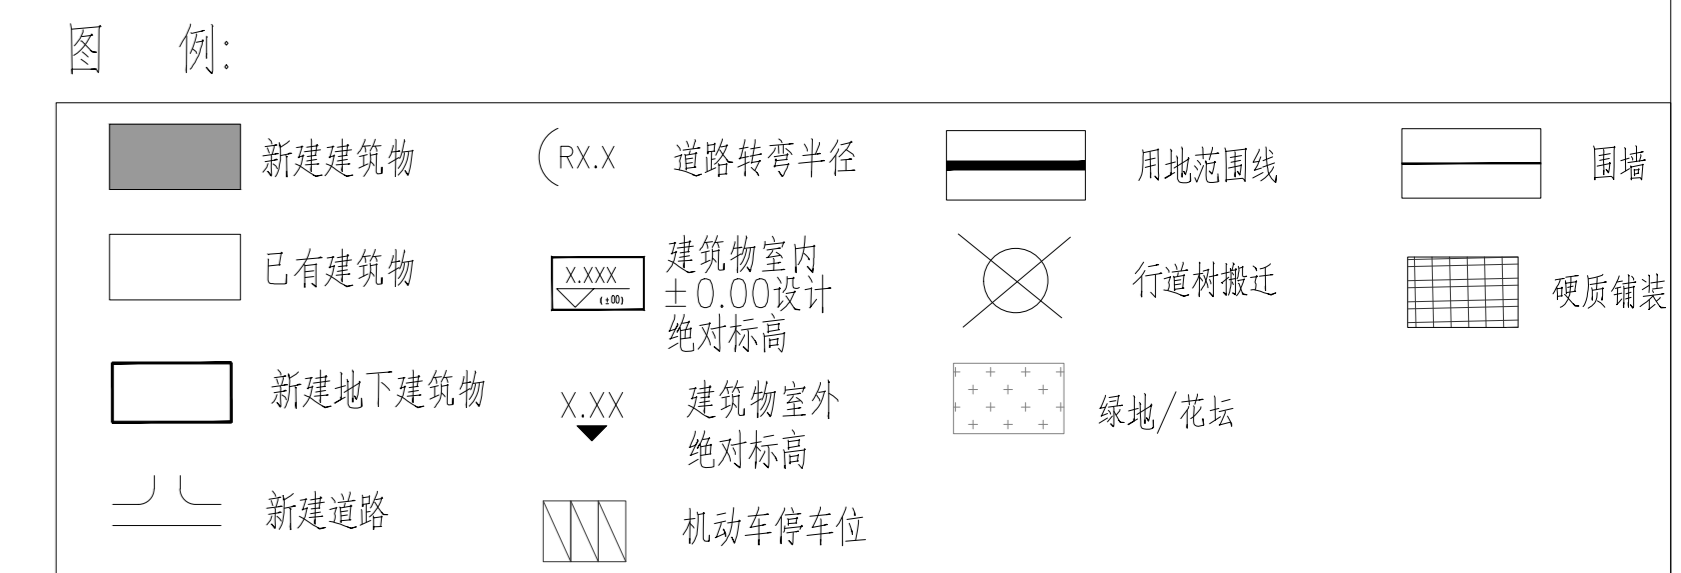 图 例:
新建建筑物
RX.X
道路转弯半径
用地范围线
围墙
已有建筑物
X.XXX
(±00)
建筑物室内
±0.00设计
绝对标高
行道树搬迁
硬质铺装
新建地下建筑物
X.XX
建筑物室外
绝对标高
绿地/花坛
新建道路
机动车停车位